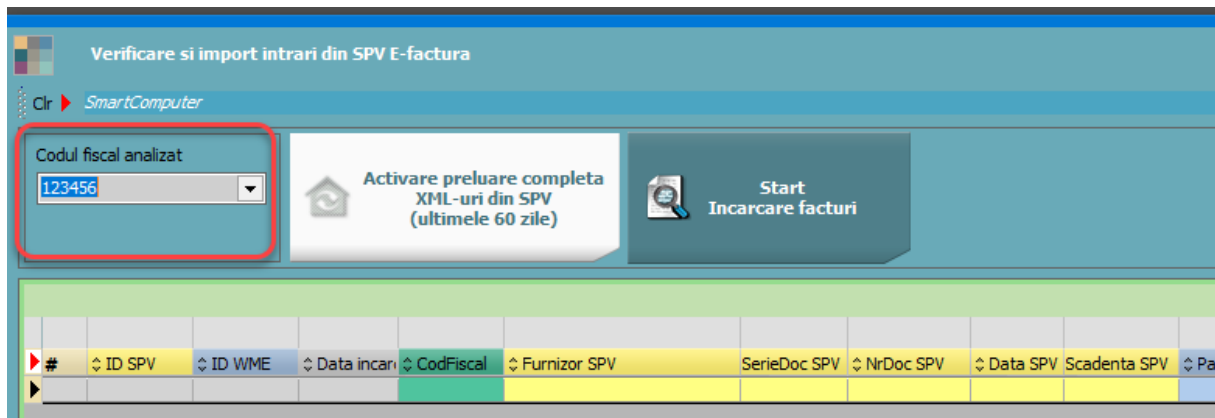 Verificare si import intrari din SPV E-factura
Clr SmartComputer
Codul fiscal analizat
123456
Activare preluare completa
XML-uri din SPV
(ultimele 60 zile)
Start
Incarcare facturi
# ID SPV ID WME Data incar CodFiscal Furnizor SPV SerieDoc SPV NrDoc SPV Data SPV Scadenta SPV Pa